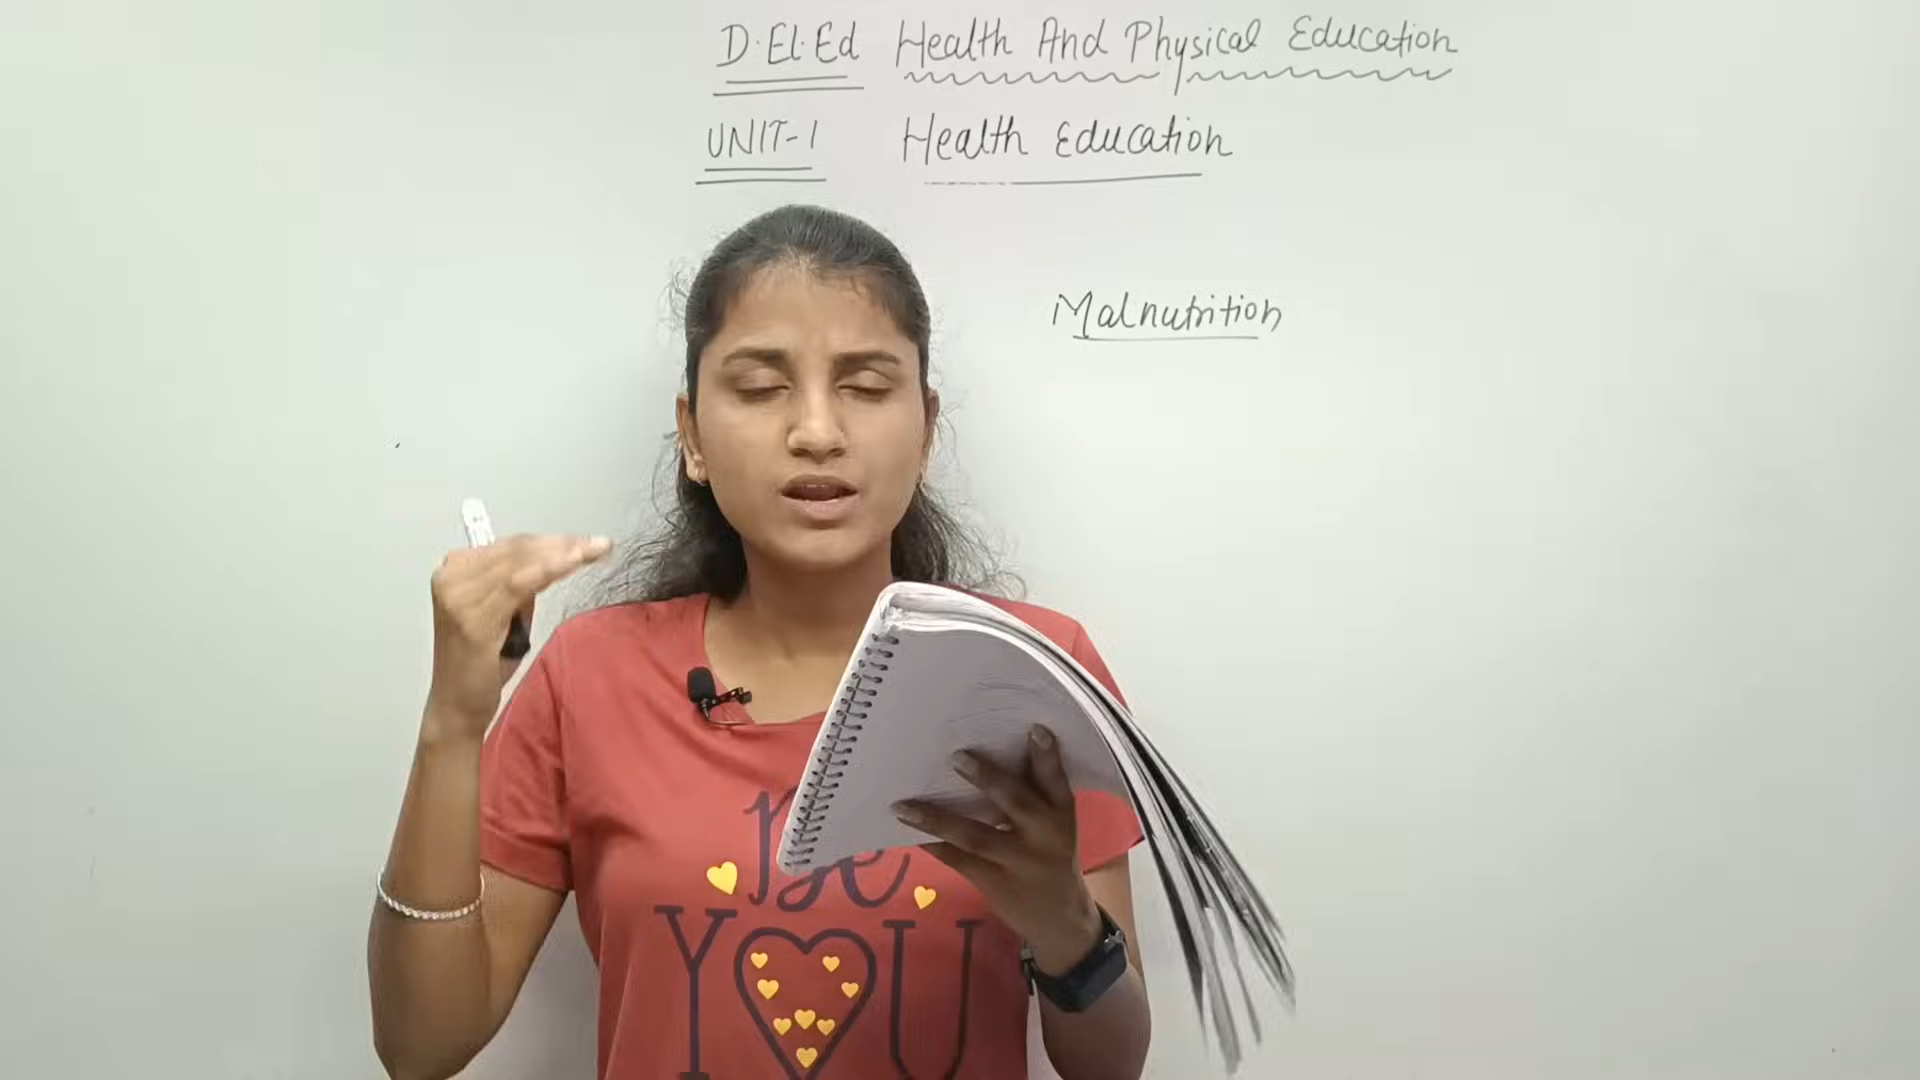 D.El.Ed Health And Physical Education
UNIT-1 Health Education
Malnutrition
Be
YOU